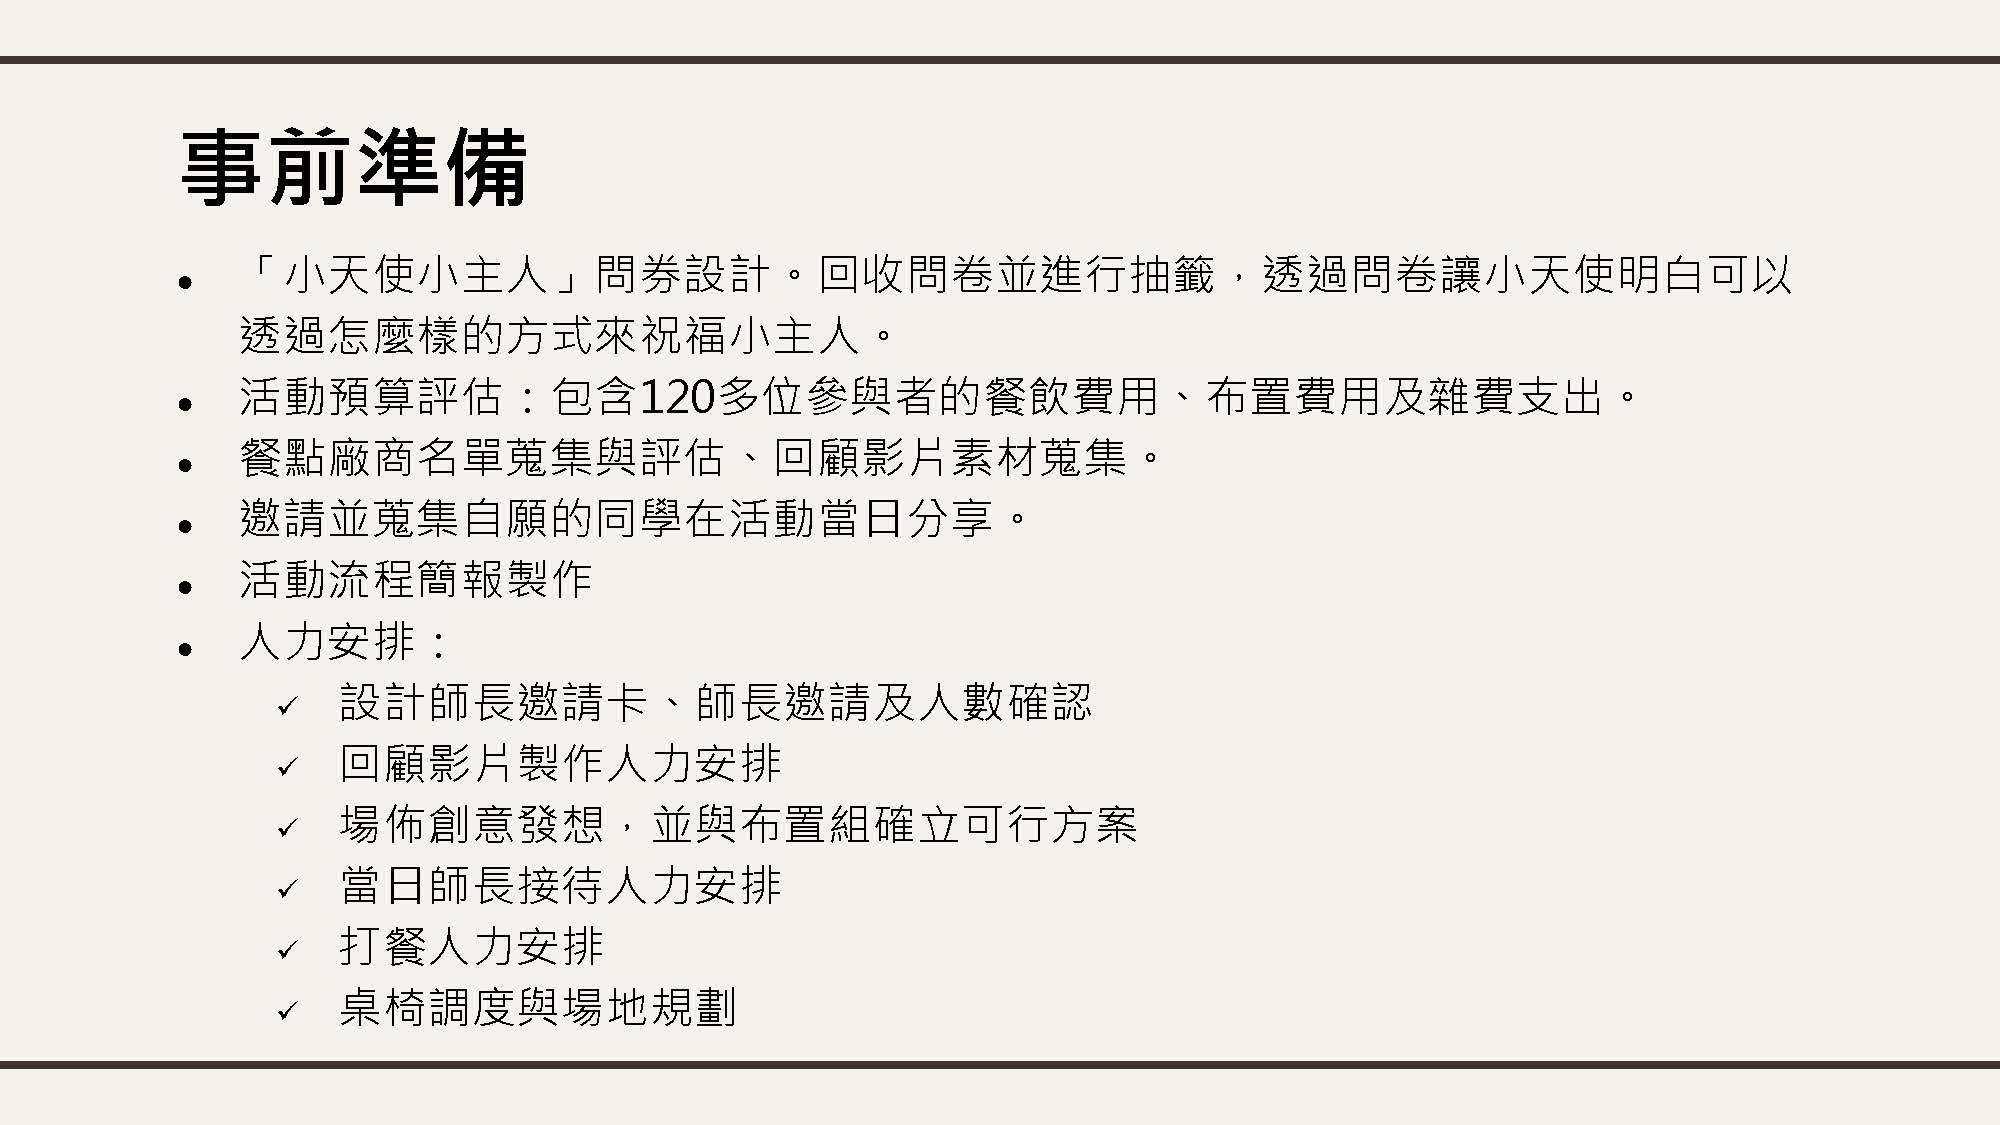 事前準備
「小天使小主人」問券設計。回收問卷並進行抽籤，透過問卷讓小天使明白可以
透過怎麼樣的方式來祝福小主人。
活動預算評估：包含120多位參與者的餐飲費用、布置費用及雜費支出。
餐點廠商名單蒐集與評估、回顧影片素材蒐集。
邀請並蒐集自願的同學在活動當日分享。
活動流程簡報製作
人力安排：
設計師長邀請卡、師長邀請及人數確認
回顧影片製作人力安排
場佈創意發想，並與布置組確立可行方案
當日師長接待人力安排
打餐人力安排
桌椅調度與場地規劃